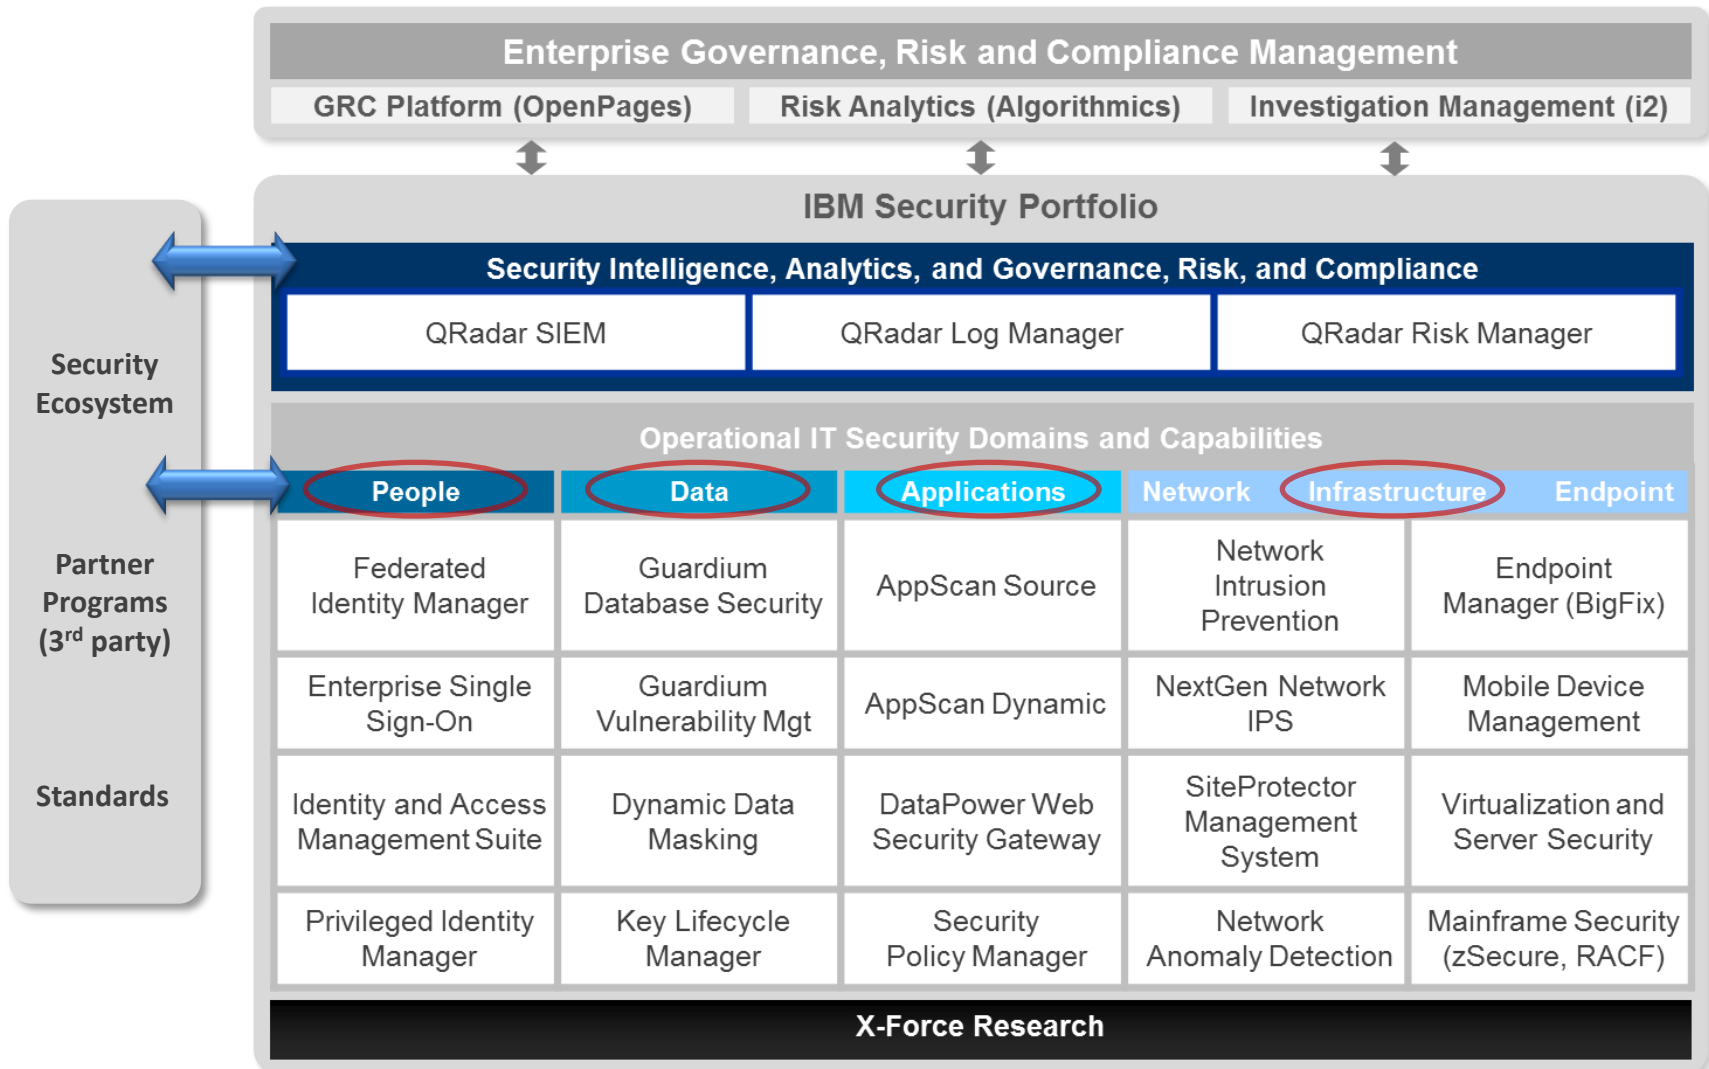 Enterprise Governance, Risk and Compliance Management
GRC Platform (OpenPages)
Risk Analytics (Algorithmics)
Investigation Management (i2)
IBM Security Portfolio
Security Intelligence, Analytics, and Governance, Risk, and Compliance
QRadar SIEM
QRadar Log Manager
QRadar Risk Manager
Security
Ecosystem
Partner
Programs
(3rd party)
Standards
Operational IT Security Domains and Capabilities
People
Data
Applications
Network
Infrastructure
Endpoint
Federated
Identity Manager
Guardium
Database Security
AppScan Source
Network
Intrusion
Prevention
Endpoint
Manager (BigFix)
Enterprise Single
Sign-On
Guardium
Vulnerability Mgt
AppScan Dynamic
NextGen Network
IPS
Mobile Device
Management
Identity and Access
Management Suite
Dynamic Data
Masking
DataPower Web
Security Gateway
SiteProtector
Management
System
Virtualization and
Server Security
Privileged Identity
Manager
Key Lifecycle
Manager
Security
Policy Manager
Network
Anomaly Detection
Mainframe Security
(zSecure, RACF)
X-Force Research